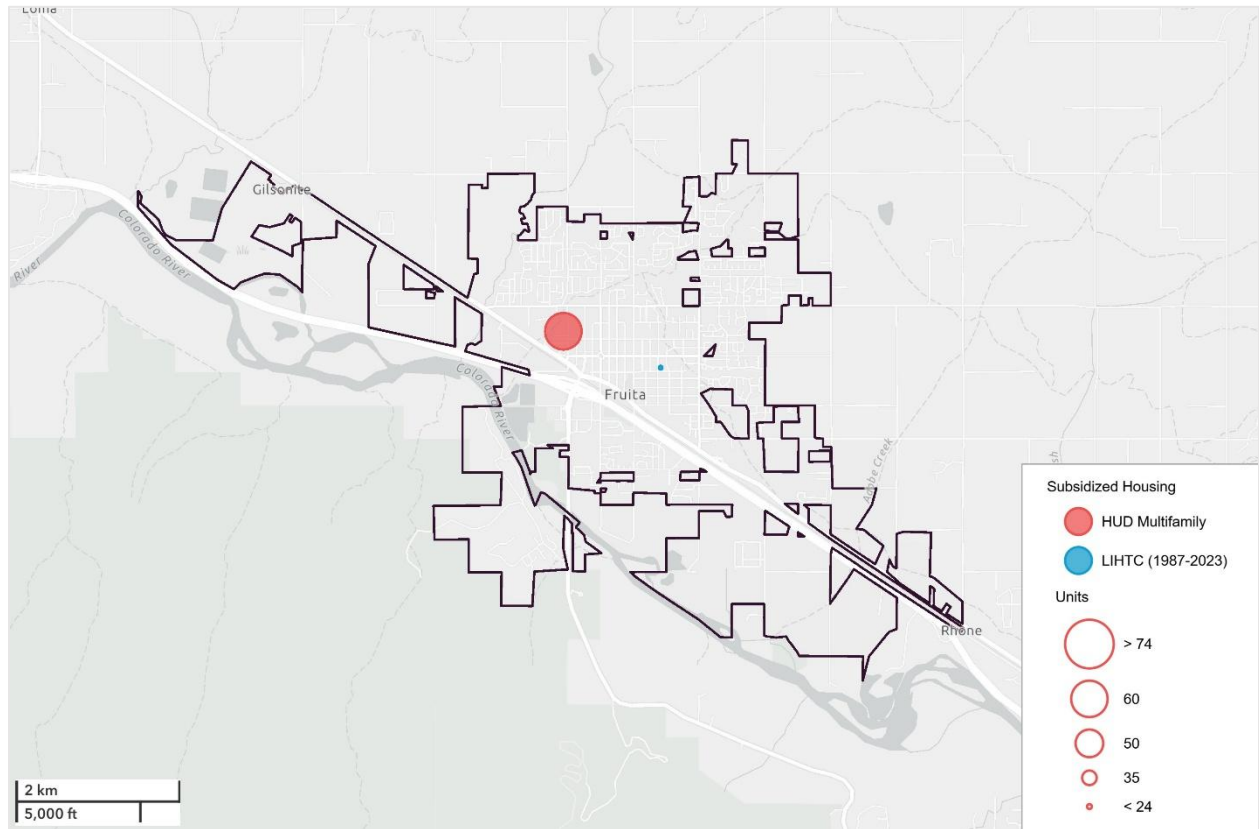 Loma
Gilsonite
Colorado River
River
Colorado River
Fruita
Adobe Creek
sh
Rhone
Subsidized Housing
HUD Multifamily
LIHTC (1987-2023)
Units
> 74
60
50
35
< 24
2 km
5,000 ft